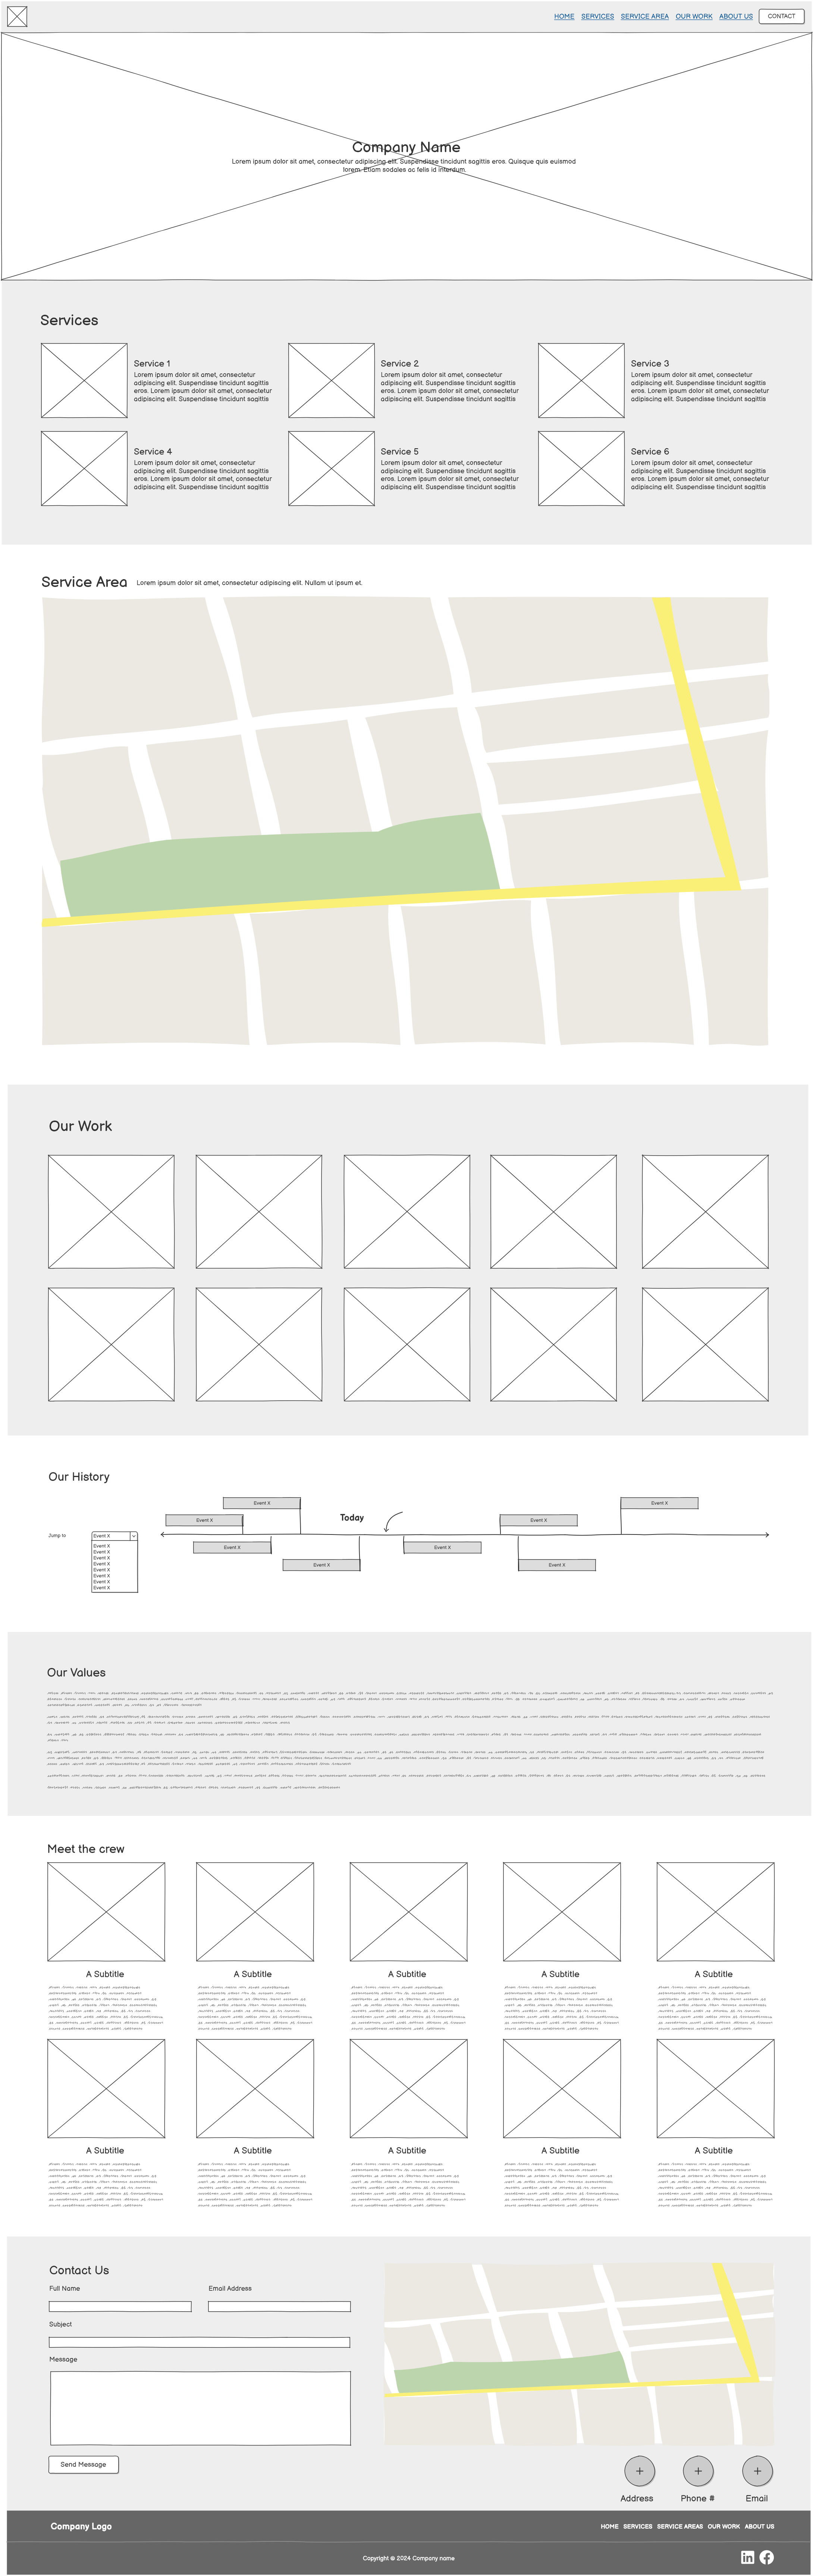 HOME SERVICES SERVICE AREA OUR WORK ABOUT US CONTACT
Company Name
Lorem ipsum dolor sit amet, consectetur adipiscing elit. Suspendisse tincidunt sagittis eros. Quisque quis euismod
lorem. Etiam sodales ac felis id interdum.
Services
Service 1
Lorem ipsum dolor sit amet, consectetur
adipiscing elit. Suspendisse tincidunt sagittis
eros. Lorem ipsum dolor sit amet, consectetur
adipiscing elit. Suspendisse tincidunt sagittis
Service 2
Lorem ipsum dolor sit amet, consectetur
adipiscing elit. Suspendisse tincidunt sagittis
eros. Lorem ipsum dolor sit amet, consectetur
adipiscing elit. Suspendisse tincidunt sagittis
Service 3
Lorem ipsum dolor sit amet, consectetur
adipiscing elit. Suspendisse tincidunt sagittis
eros. Lorem ipsum dolor sit amet, consectetur
adipiscing elit. Suspendisse tincidunt sagittis
Service 4
Lorem ipsum dolor sit amet, consectetur
adipiscing elit. Suspendisse tincidunt sagittis
eros. Lorem ipsum dolor sit amet, consectetur
adipiscing elit. Suspendisse tincidunt sagittis
Service 5
Lorem ipsum dolor sit amet, consectetur
adipiscing elit. Suspendisse tincidunt sagittis
eros. Lorem ipsum dolor sit amet, consectetur
adipiscing elit. Suspendisse tincidunt sagittis
Service 6
Lorem ipsum dolor sit amet, consectetur
adipiscing elit. Suspendisse tincidunt sagittis
eros. Lorem ipsum dolor sit amet, consectetur
adipiscing elit. Suspendisse tincidunt sagittis
Service Area Lorem ipsum dolor sit amet, consectetur adipiscing elit. Nullam ut ipsum et.
Our Work
Our History
Event X Event X
Event X Today Event X
Jump to Event X
Event X Event X
Event X Event X
Event X
Event X
Event X
Event X
Event X
Event X
Event X
Event X
Our Values
Meet the crew
A Subtitle A Subtitle A Subtitle A Subtitle A Subtitle
A Subtitle A Subtitle A Subtitle A Subtitle A Subtitle
Contact Us
Full Name Email Address
Subject
Message
Send Message
Address Phone # Email
Company Logo HOME SERVICES SERVICE AREAS OUR WORK ABOUT US
Copyright © 2024 Company name